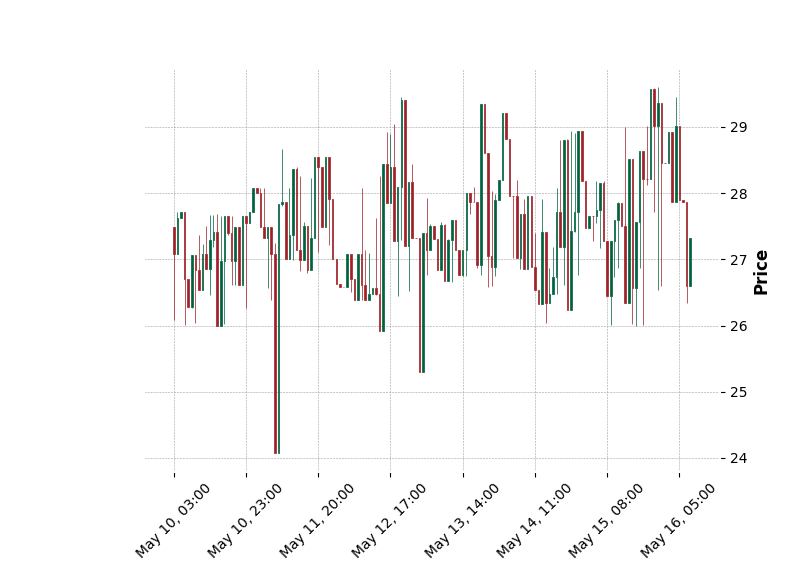 29
28
27
26
25
24
Price
May 10, 03:00
May 10, 23:00
May 11, 20:00
May 12, 17:00
May 13, 14:00
May 14, 11:00
May 15, 08:00
May 16, 05:00